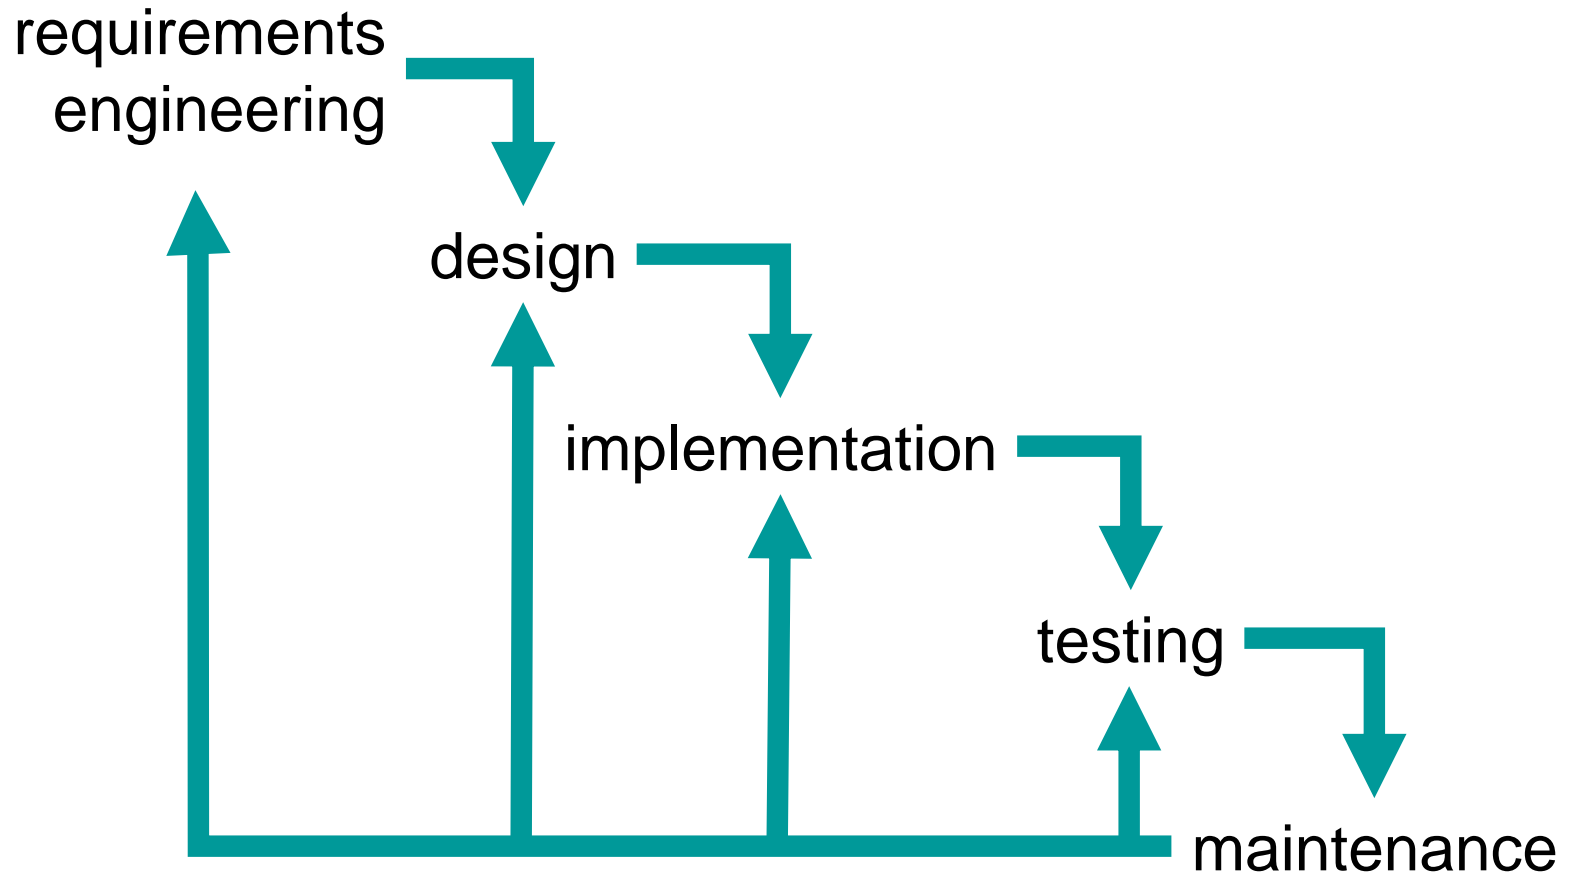 requirements
engineering
design
implementation
testing
maintenance